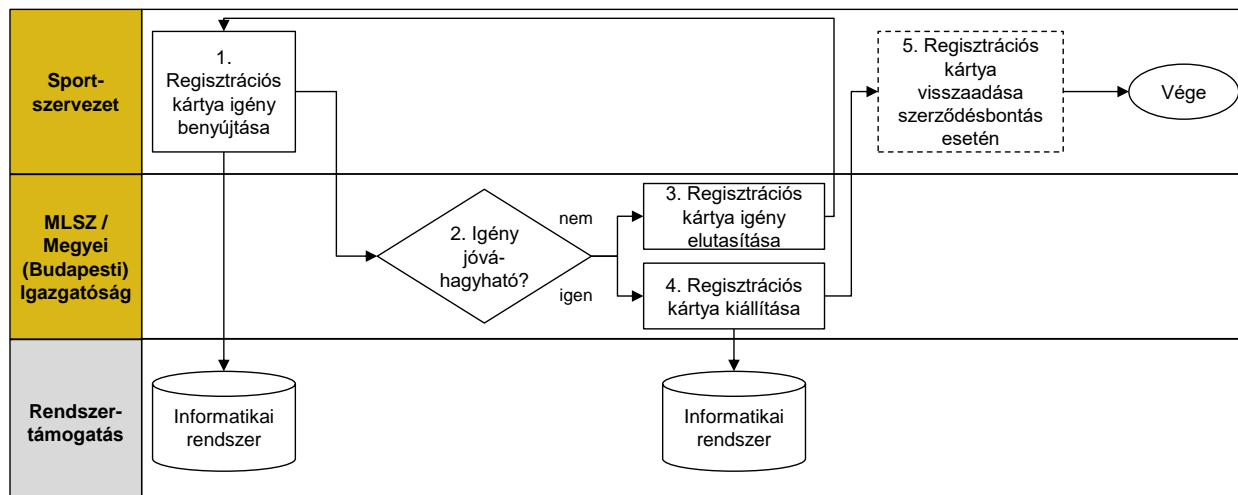 Sport-
szervezet
1.
Regisztrációs
kártya igény
benyújtása
5. Regisztrációs
kártya
visszaadása
szerződésbontás
esetén
Vége
MLSZ /
Megyei
(Budapesti)
Igazgatóság
2. Igény
jóvá-
hagyható?
nem
igen
3. Regisztrációs
kártya igény
elutasítása
4. Regisztrációs
kártya kiállítása
Rendszer-
támogatás
Informatikai
rendszer
Informatikai
rendszer